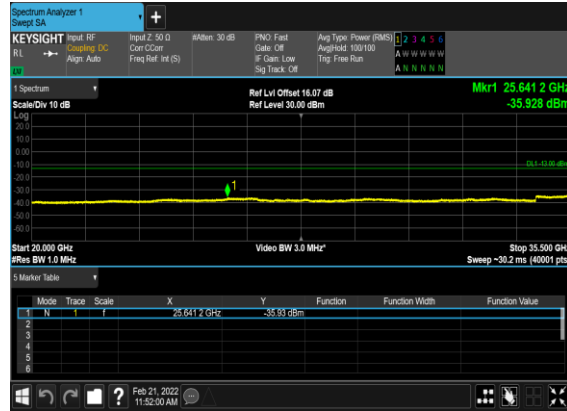 Spectrum Analyzer 1
Swept SA
+
KEYSIGHT Input: RF Input Z: 50 Ω #Atten: 30 dB PNO: Fast Avg Type: Power (RMS) 1 2 3 4 5 6
RL Coupling: DC Corr CCorr Gate: Off Avg|Hold: 100/100 A W W W W W
Align: Auto Freq Ref: Int (S) IF Gain: Low Trig: Free Run
Sig Track: Off A N N N N N
1 Spectrum Ref Lvl Offset 16.07 dB Mkr1 25.641 2 GHz
Scale/Div 10 dB Ref Level 30.00 dBm -35.928 dBm
Log
20.0
10.0
0.00
-10.0 DL1 -13.00 dBm
-20.0
-30.0 1
-40.0
-50.0
-60.0
Start 20.000 GHz Video BW 3.0 MHz* Stop 35.500 GHz
#Res BW 1.0 MHz Sweep ~30.2 ms (40001 pts)
5 Marker Table
Mode Trace Scale X Y Function Function Width Function Value
1 N 1 f 25.641 2 GHz -35.93 dBm
2
3
4
5
6
? Feb 21, 2022
11:52:00 AM